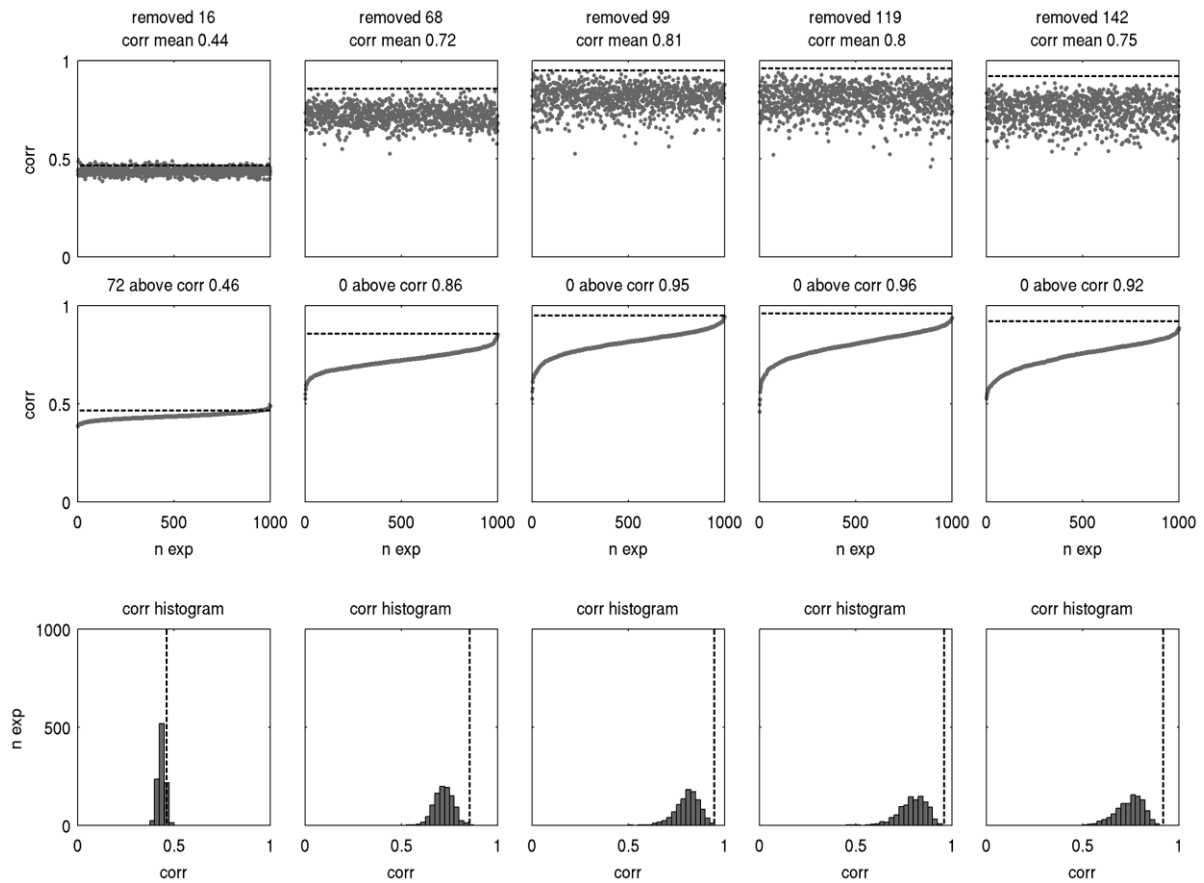 removed 16
corr mean 0.44
removed 68
corr mean 0.72
removed 99
corr mean 0.81
removed 119
corr mean 0.8
removed 142
corr mean 0.75
1
0.5
0
corr
72 above corr 0.46
0 above corr 0.86
0 above corr 0.95
0 above corr 0.96
0 above corr 0.92
1
0.5
0
corr
0 500 1000
n exp
0 500 1000
n exp
0 500 1000
n exp
0 500 1000
n exp
0 500 1000
n exp
corr histogram
corr histogram
corr histogram
corr histogram
corr histogram
1000
500
0
n exp
0 0.5 1
corr
0 0.5 1
corr
0 0.5 1
corr
0 0.5 1
corr
0 0.5 1
corr